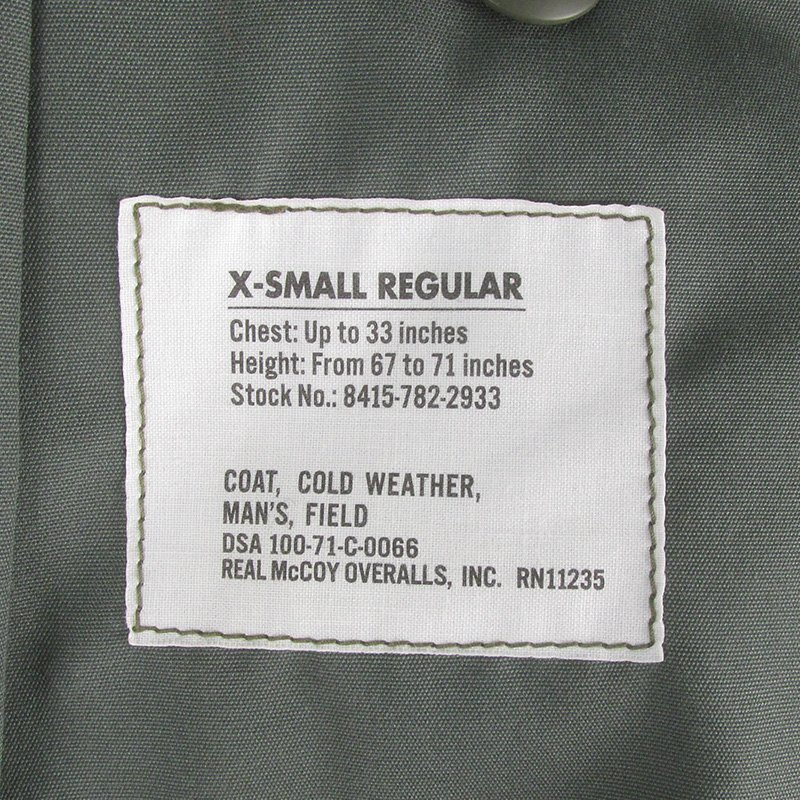 X-SMALL REGULAR
Chest: Up to 33 inches
Height: From 67 to 71 inches
Stock No.: 8415-782-2933
COAT, COLD WEATHER,
MAN'S, FIELD
DSA 100-71-C-0066
REAL McCOY OVERALLS, INC. RN11235